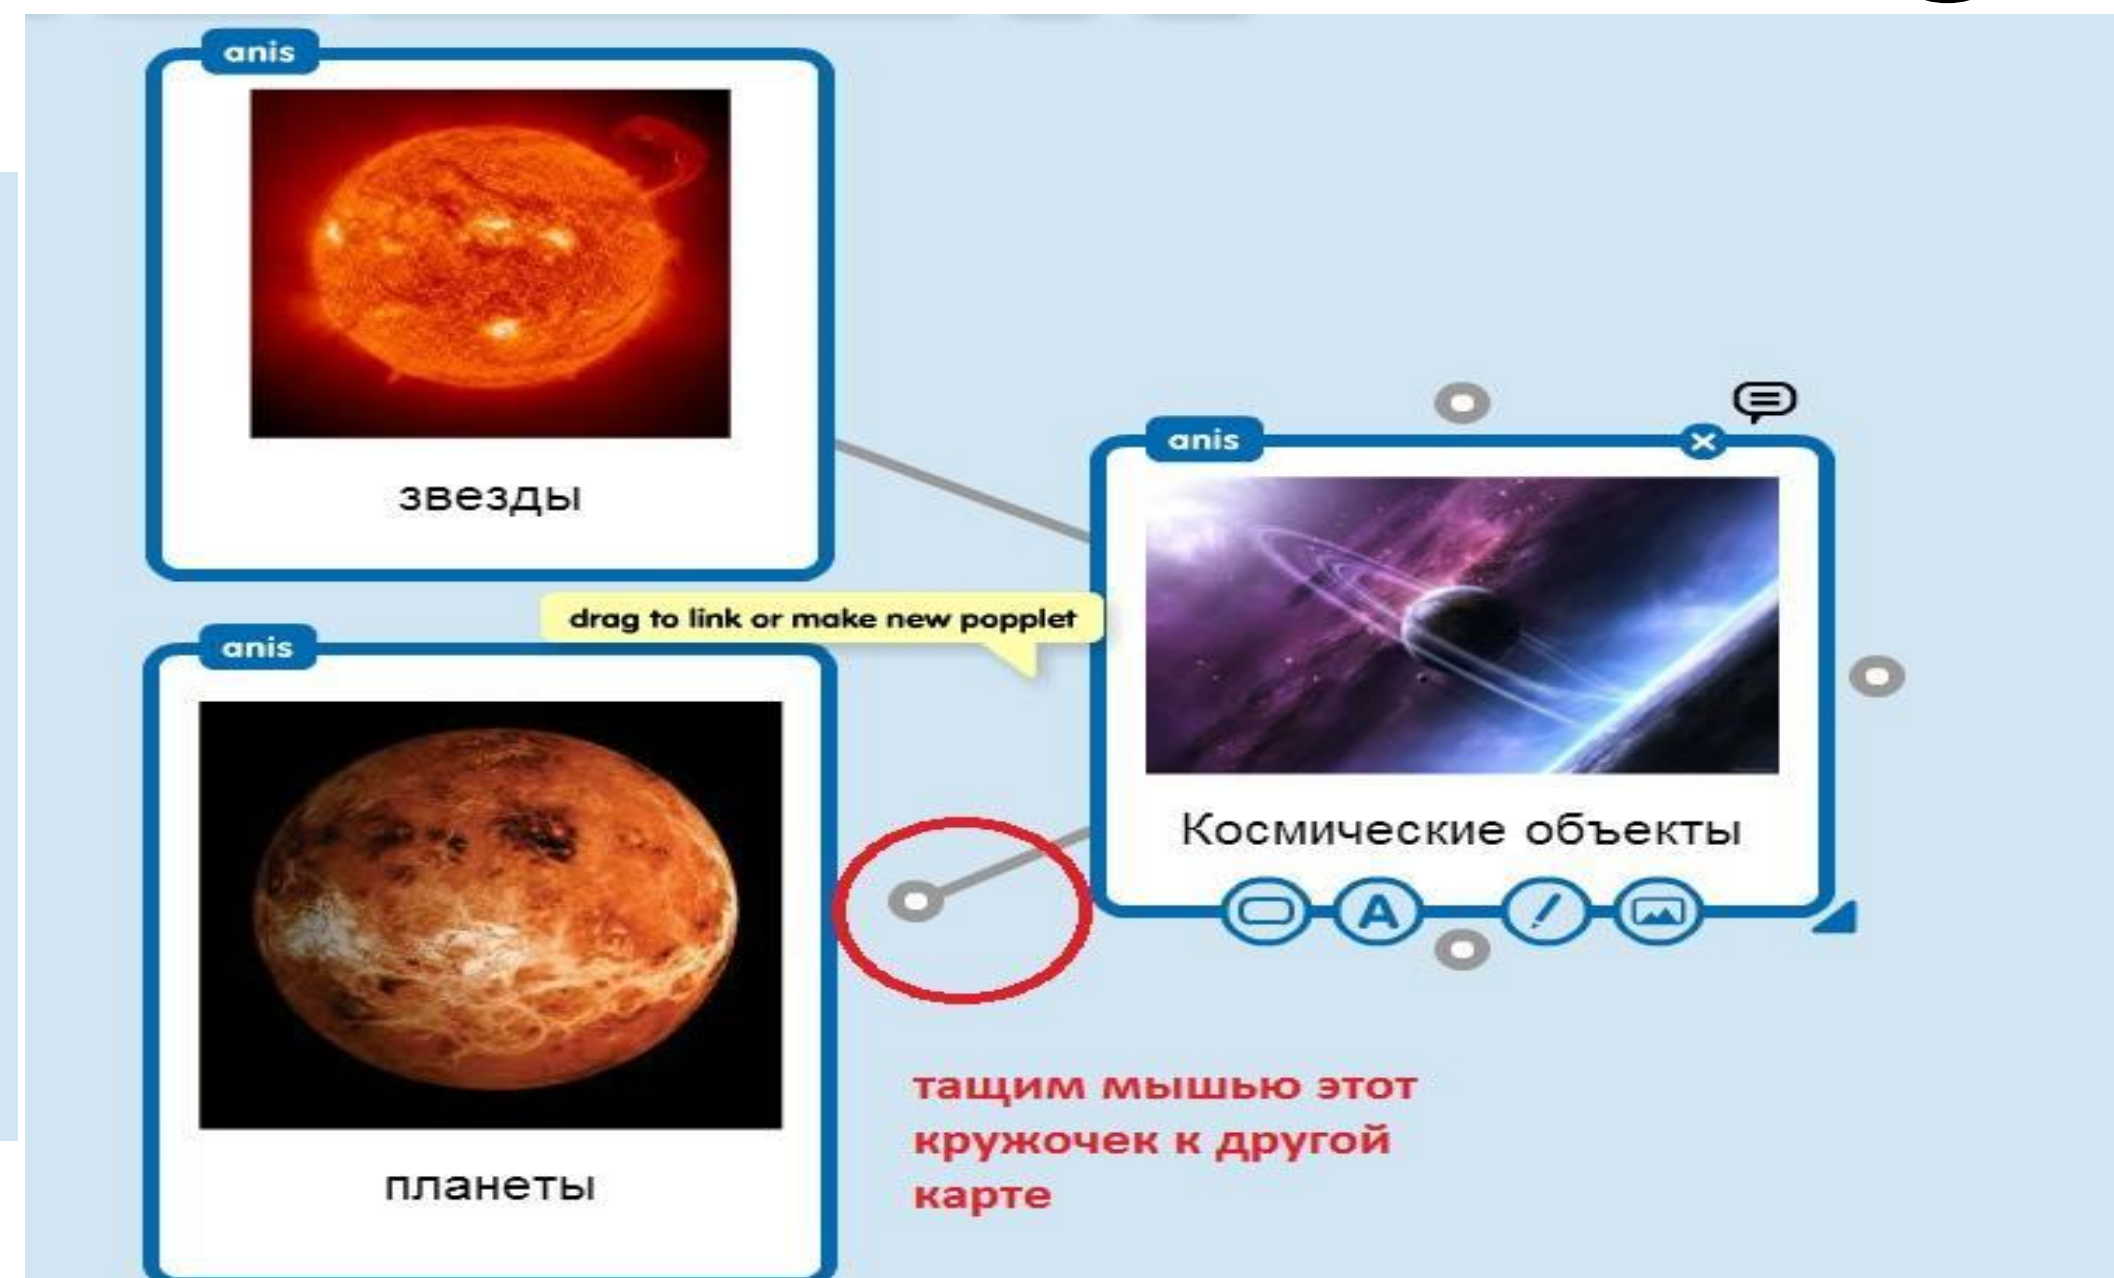 anis
звезды
drag to link or make new popplet
anis
планеты
anis
Космические объекты
A
тащим мышью этот
кружочек к другой
карте